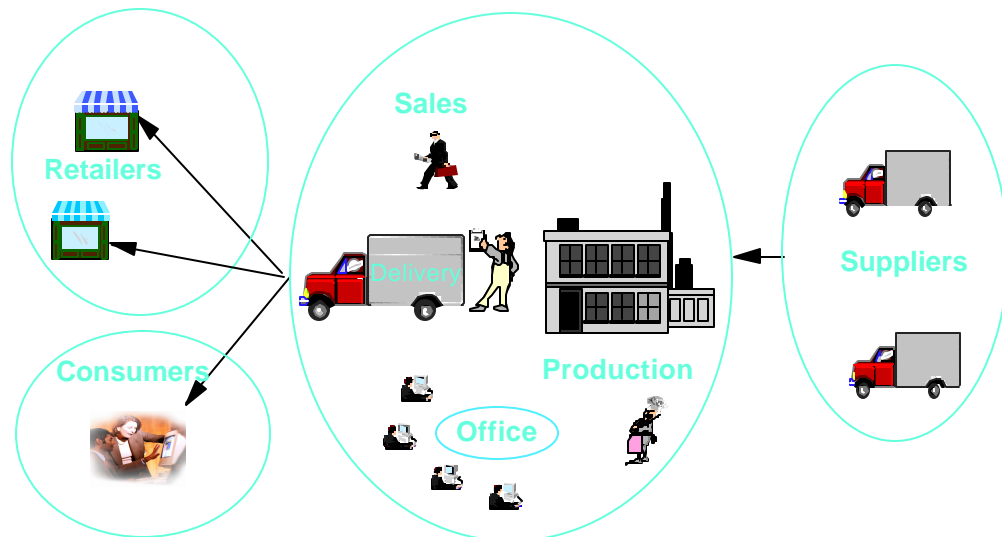 Sales
Retailers
Delivery
Suppliers
Consumers
Production
Office